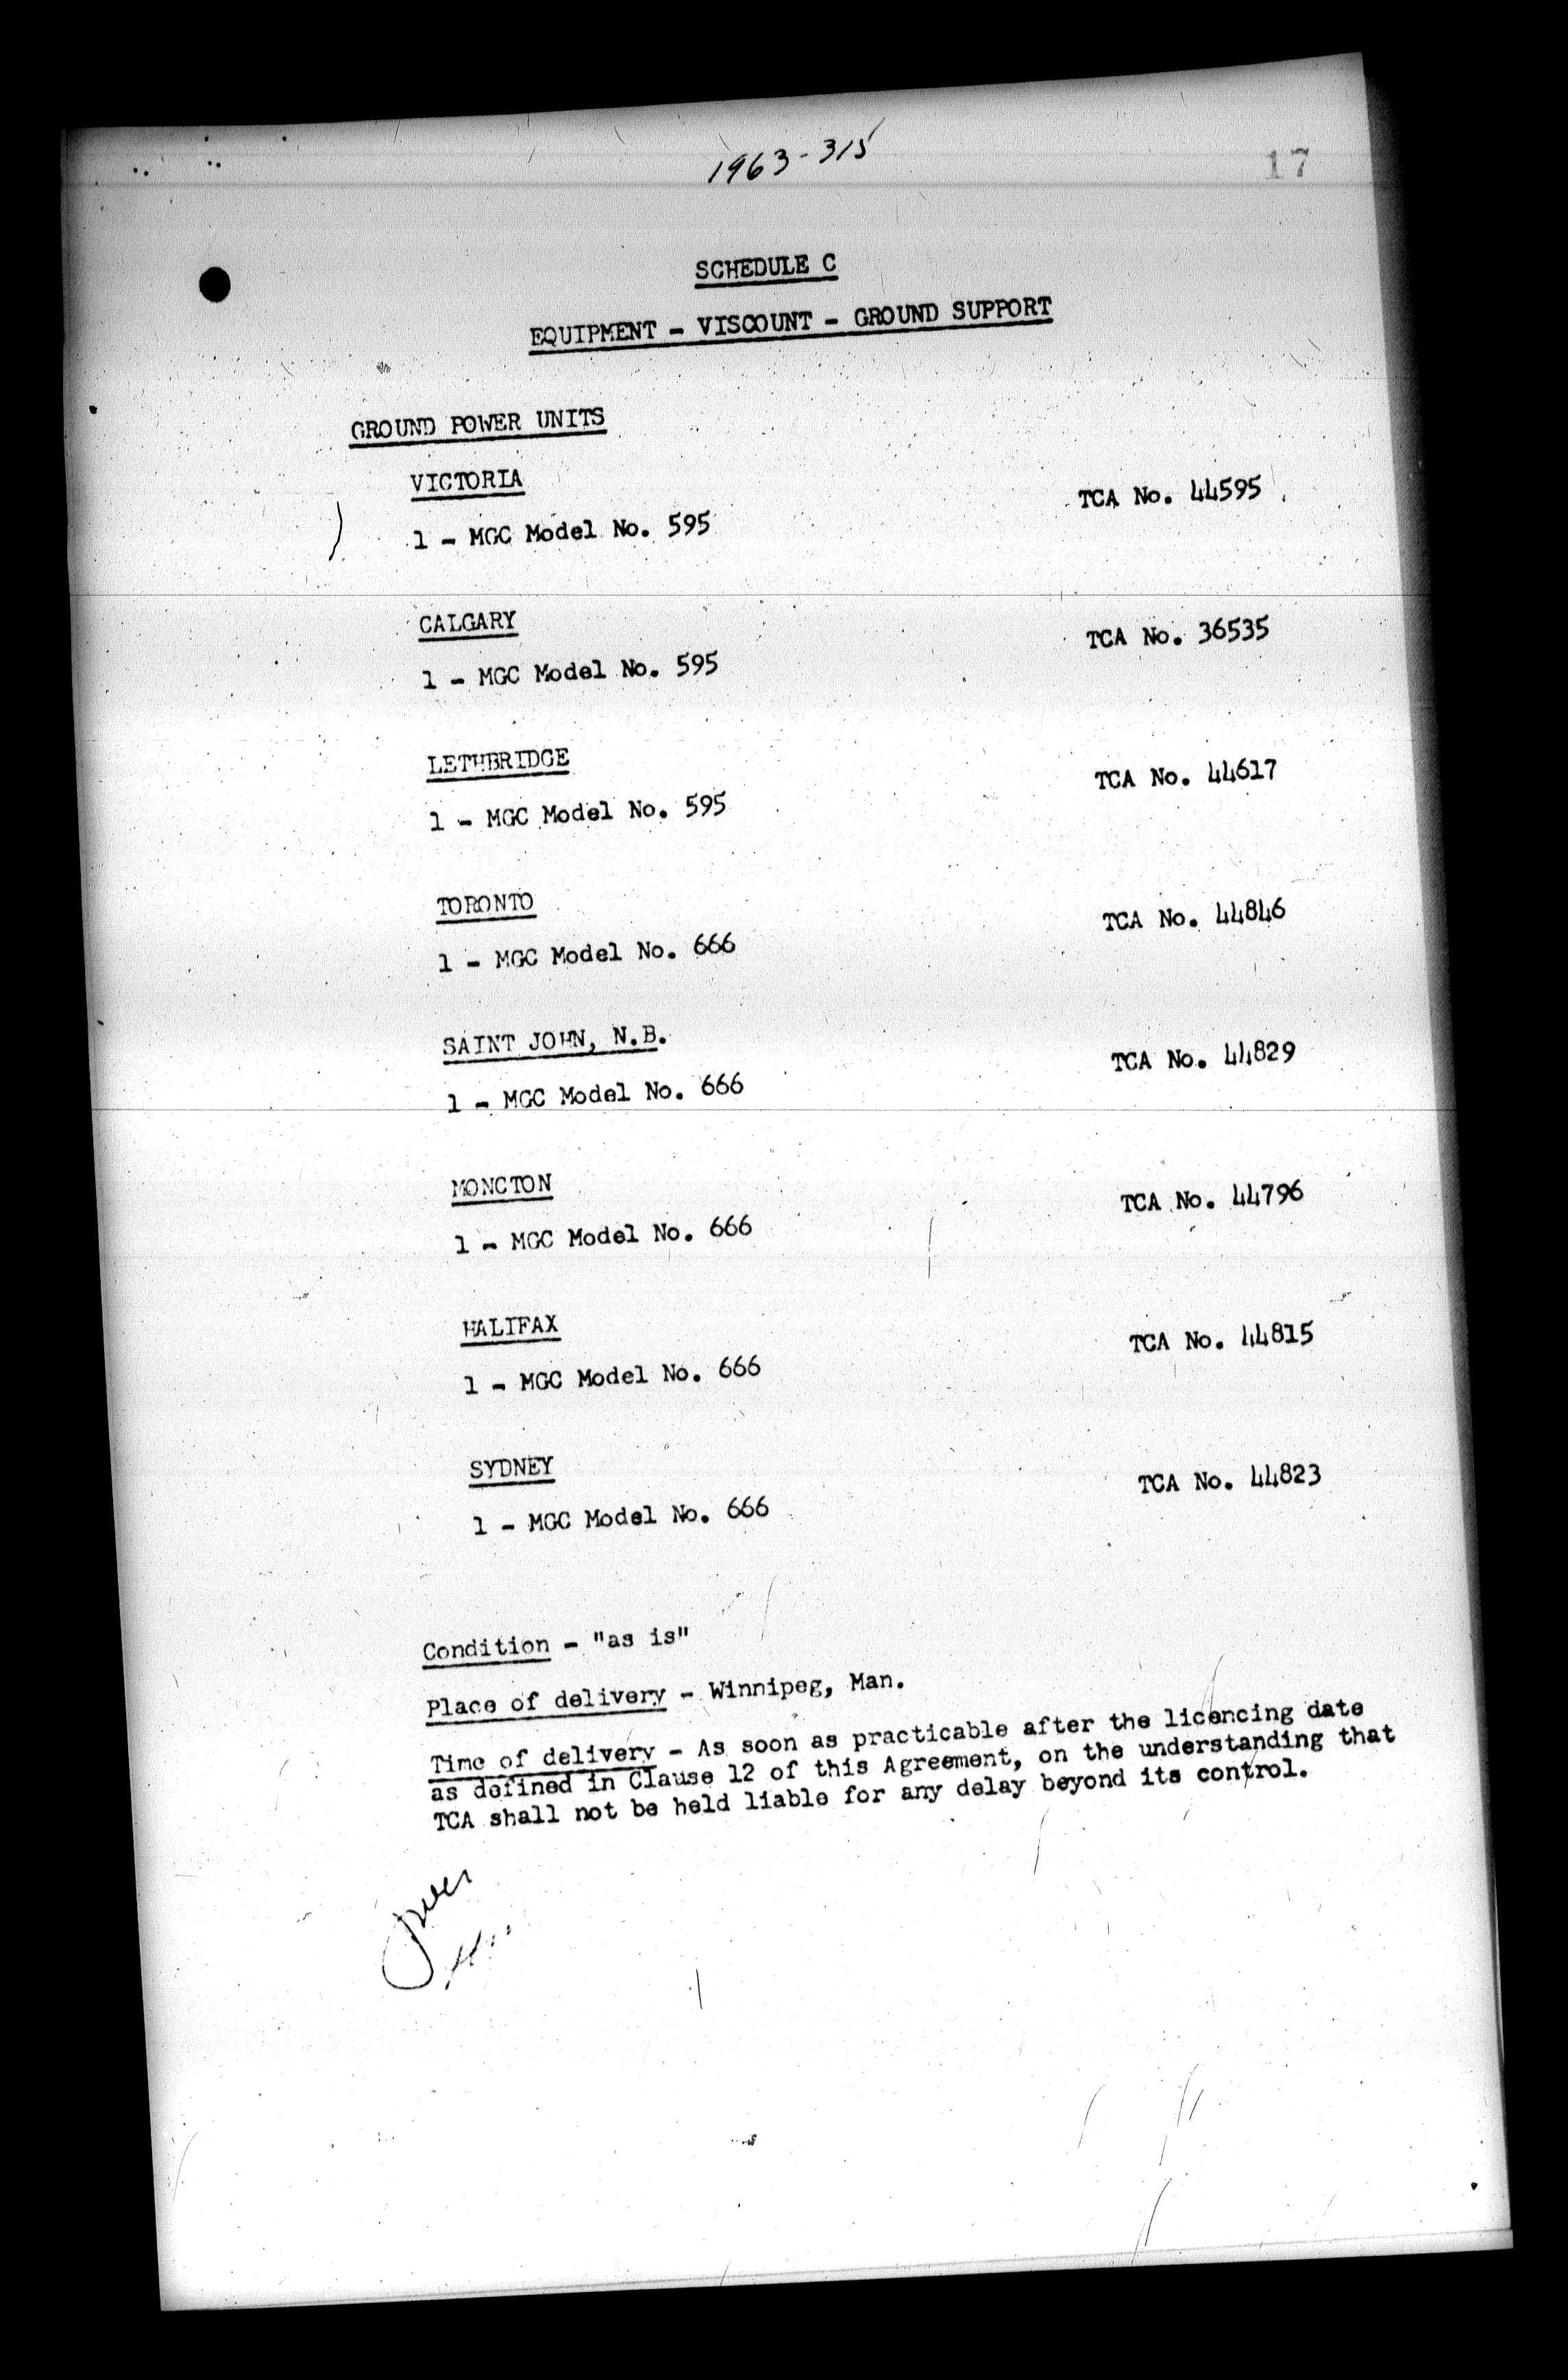 1963-315
17
SCHEDULE C
EQUIPMENT - VISCOUNT - GROUND SUPPORT
GROUND POWER UNITS
VICTORIA
1 - MGC Model No. 595 TCA No. 44595
CALGARY
1 - MGC Model No. 595 TCA No. 36535
LETHBRIDGE
1 - MGC Model No. 595 TCA No. 44617
TORONTO
1 - MGC Model No. 666 TCA No. 44846
SAINT JOHN, N.B.
1 - MGC Model No. 666 TCA No. 44829
MONCTON
1 - MGC Model No. 666 TCA No. 44796
HALIFAX
1 - MGC Model No. 666 TCA No. 44815
SYDNEY
1 - MGC Model No. 666 TCA No. 44823
Condition - "as is"
Place of delivery - Winnipeg, Man.
Time of delivery - As soon as practicable after the licencing date
as defined in Clause 12 of this Agreement, on the understanding that
TCA shall not be held liable for any delay beyond its control.